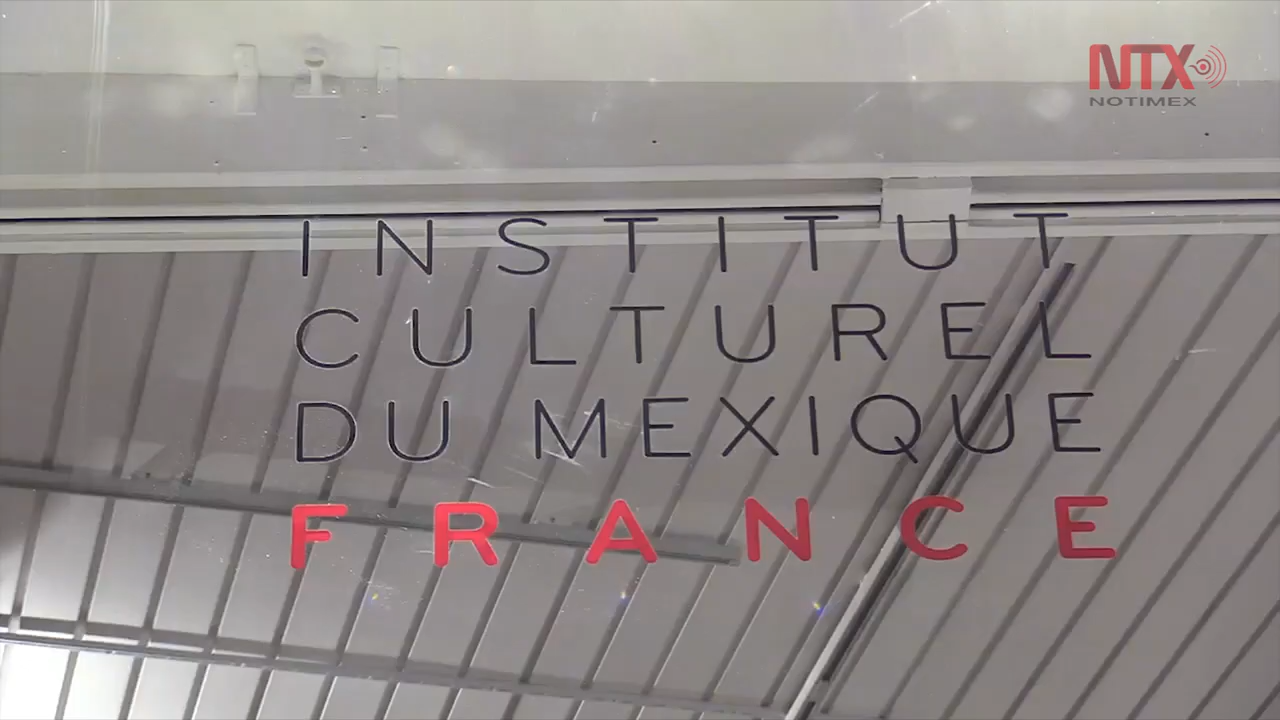 NTX
NOTIMEX
INSTITUT
CULTUREL
DU MEXIQUE
FRANCE